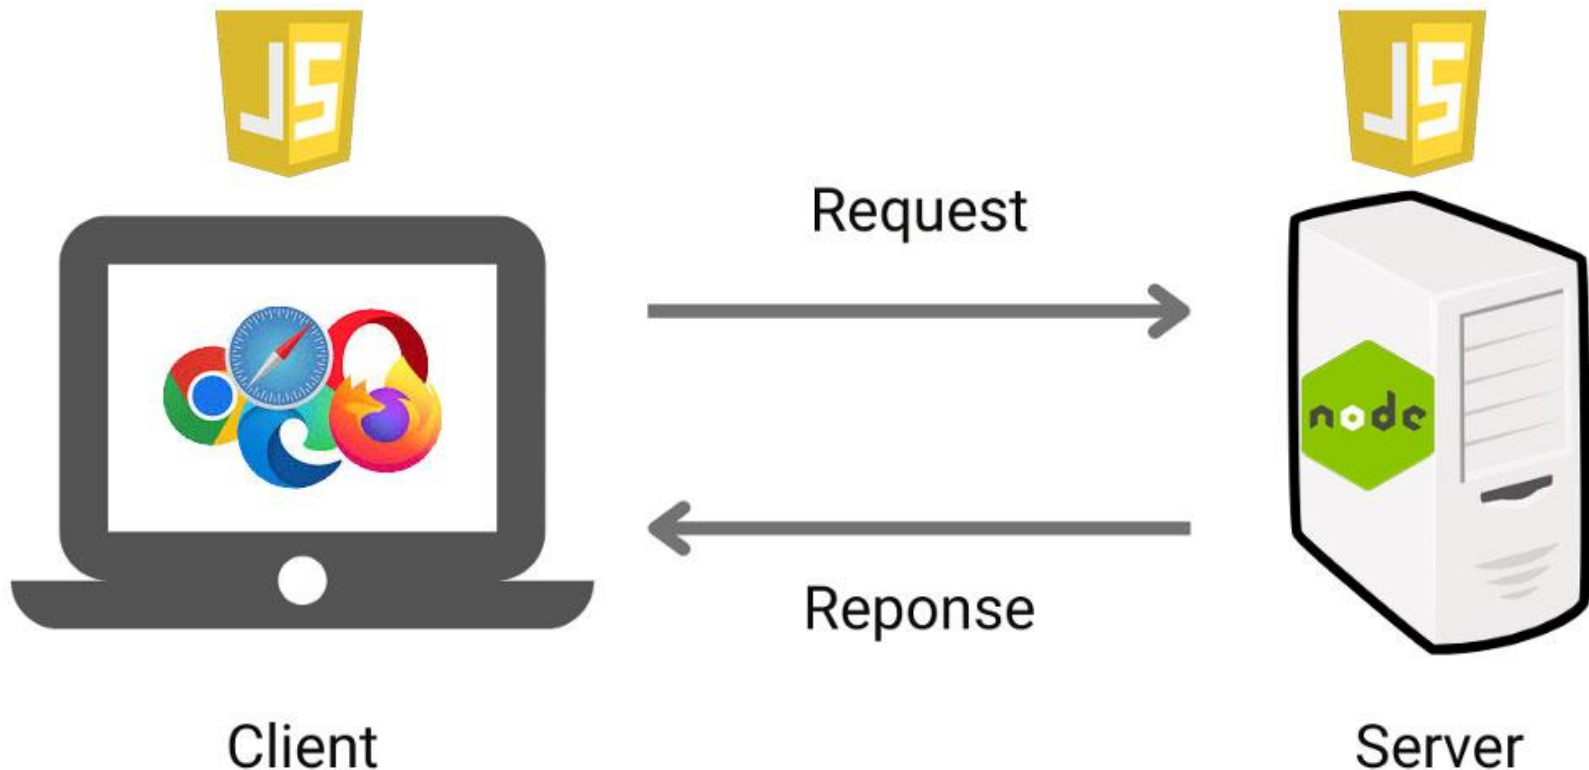 JS
JS
Request
node
Reponse
Client
Server